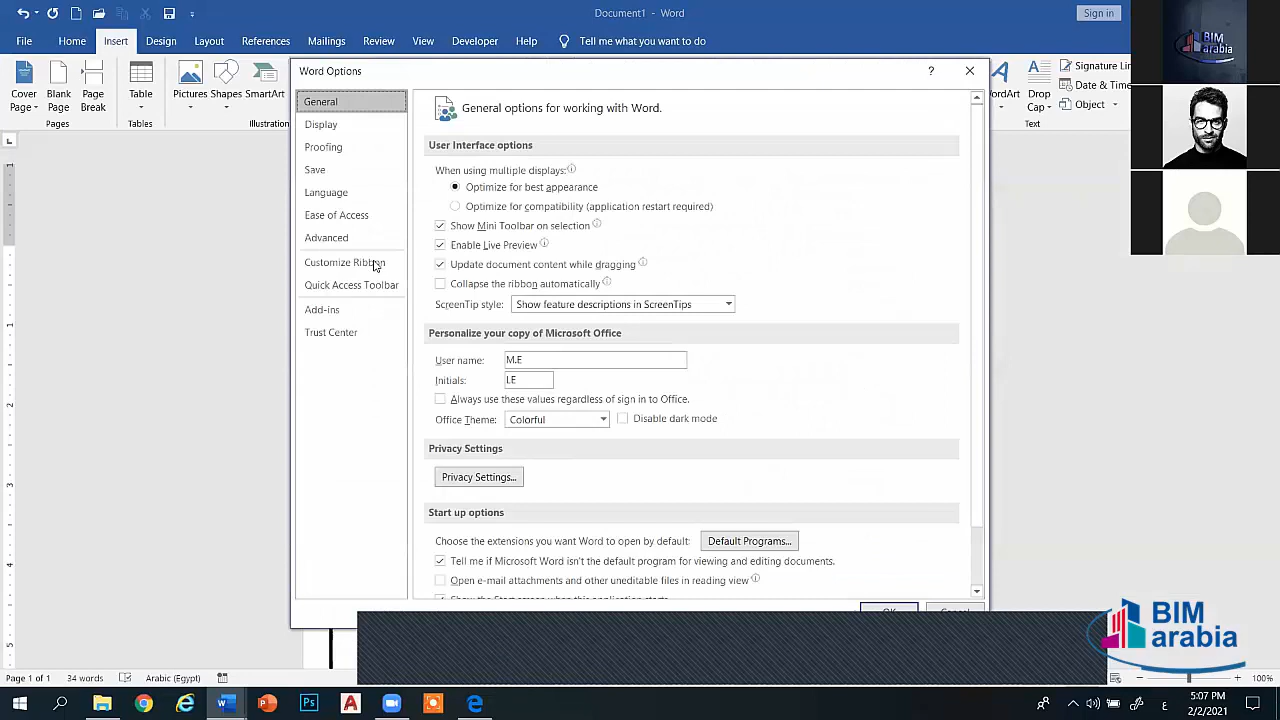 Document1 - Word
Sign in
File Home Insert Design Layout References Mailings Review View Developer Help Tell me what you want to do
Cover Page
Blank Page
Page Break
Pages
Table
Tables
Pictures
Shapes
SmartArt
Drop Cap
Date & Time
Object
Text
Word Options
General
Display
Proofing
Save
Language
Ease of Access
Advanced
Customize Ribbon
Quick Access Toolbar
Add-ins
Trust Center
General options for working with Word.
User Interface options
When using multiple displays:
Optimize for best appearance
Optimize for compatibility (application restart required)
Show Mini Toolbar on selection
Enable Live Preview
Update document content while dragging
Collapse the ribbon automatically
ScreenTip style: Show feature descriptions in ScreenTips
Personalize your copy of Microsoft Office
User name: M.E
Initials: I.E
Always use these values regardless of sign in to Office.
Office Theme: Colorful Disable dark mode
Privacy Settings
Privacy Settings...
Start up options
Choose the extensions you want Word to open by default: Default Programs...
Tell me if Microsoft Word isn't the default program for viewing and editing documents.
Open e-mail attachments and other uneditable files in reading view
BIM
arabia
BIM
arabia
Page 1 of 1 34 words Arabic (Egypt) 100%
5:07 PM
2/2/2021